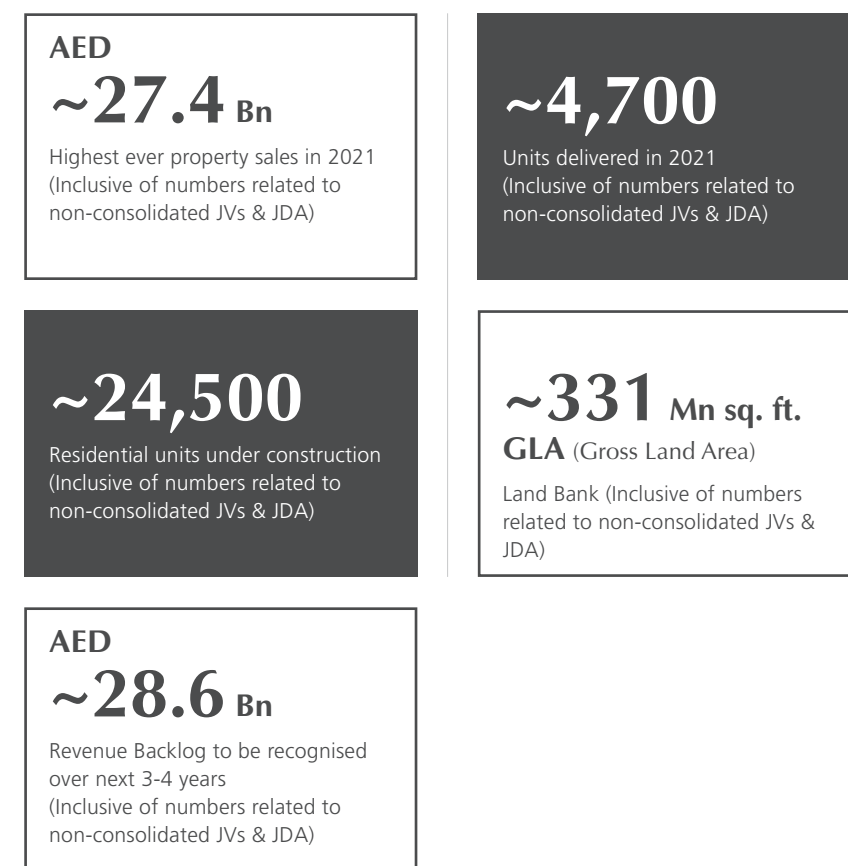 AED
~27.4 Bn
Highest ever property sales in 2021
(Inclusive of numbers related to
non-consolidated JVs & JDA)
~4,700
Units delivered in 2021
(Inclusive of numbers related to
non-consolidated JVs & JDA)
~24,500
Residential units under construction
(Inclusive of numbers related to
non-consolidated JVs & JDA)
~331 Mn sq. ft.
GLA (Gross Land Area)
Land Bank (Inclusive of numbers
related to non-consolidated JVs &
JDA)
AED
~28.6 Bn
Revenue Backlog to be recognised
over next 3-4 years
(Inclusive of numbers related to
non-consolidated JVs & JDA)